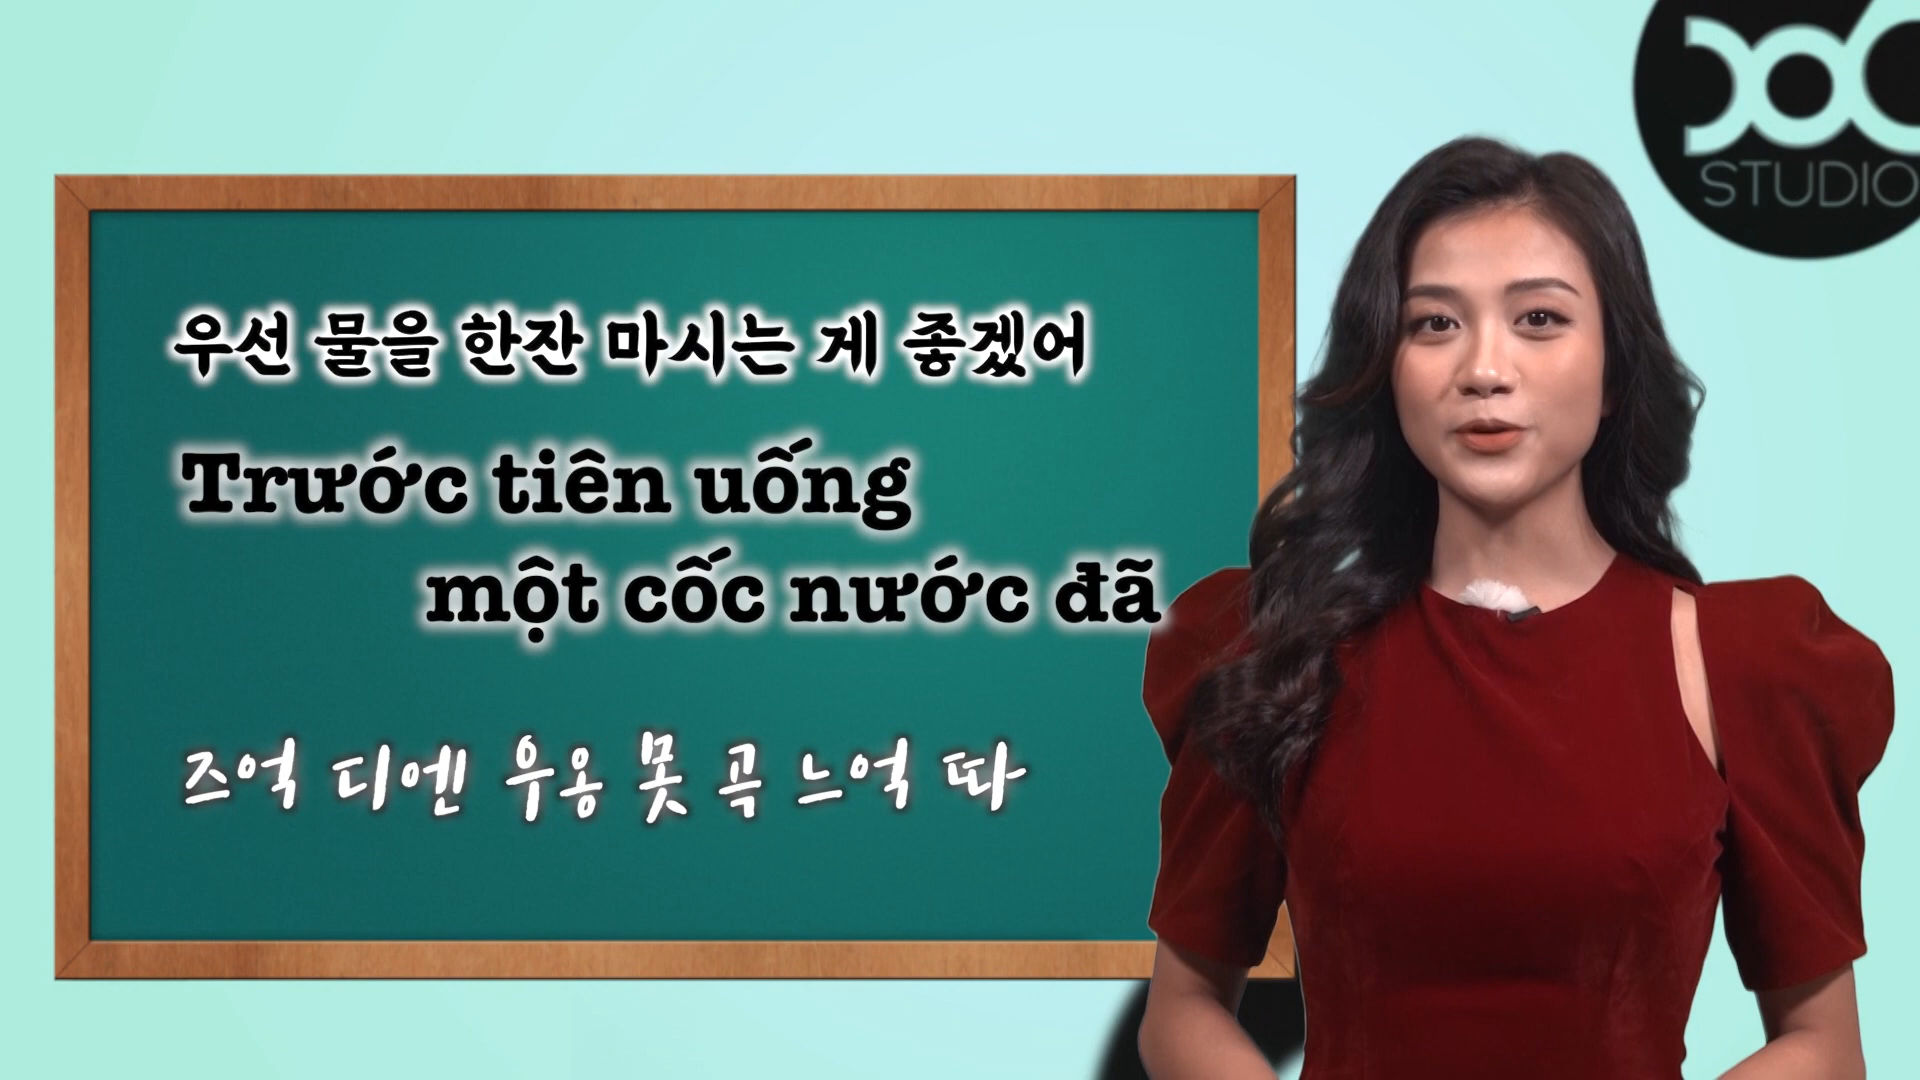 STUDIO
우선 물을 한잔 마시는 게 좋겠어
Trước tiên uống
một cốc nước đã
즈억 디엔 우옹 못 곡 느억 따